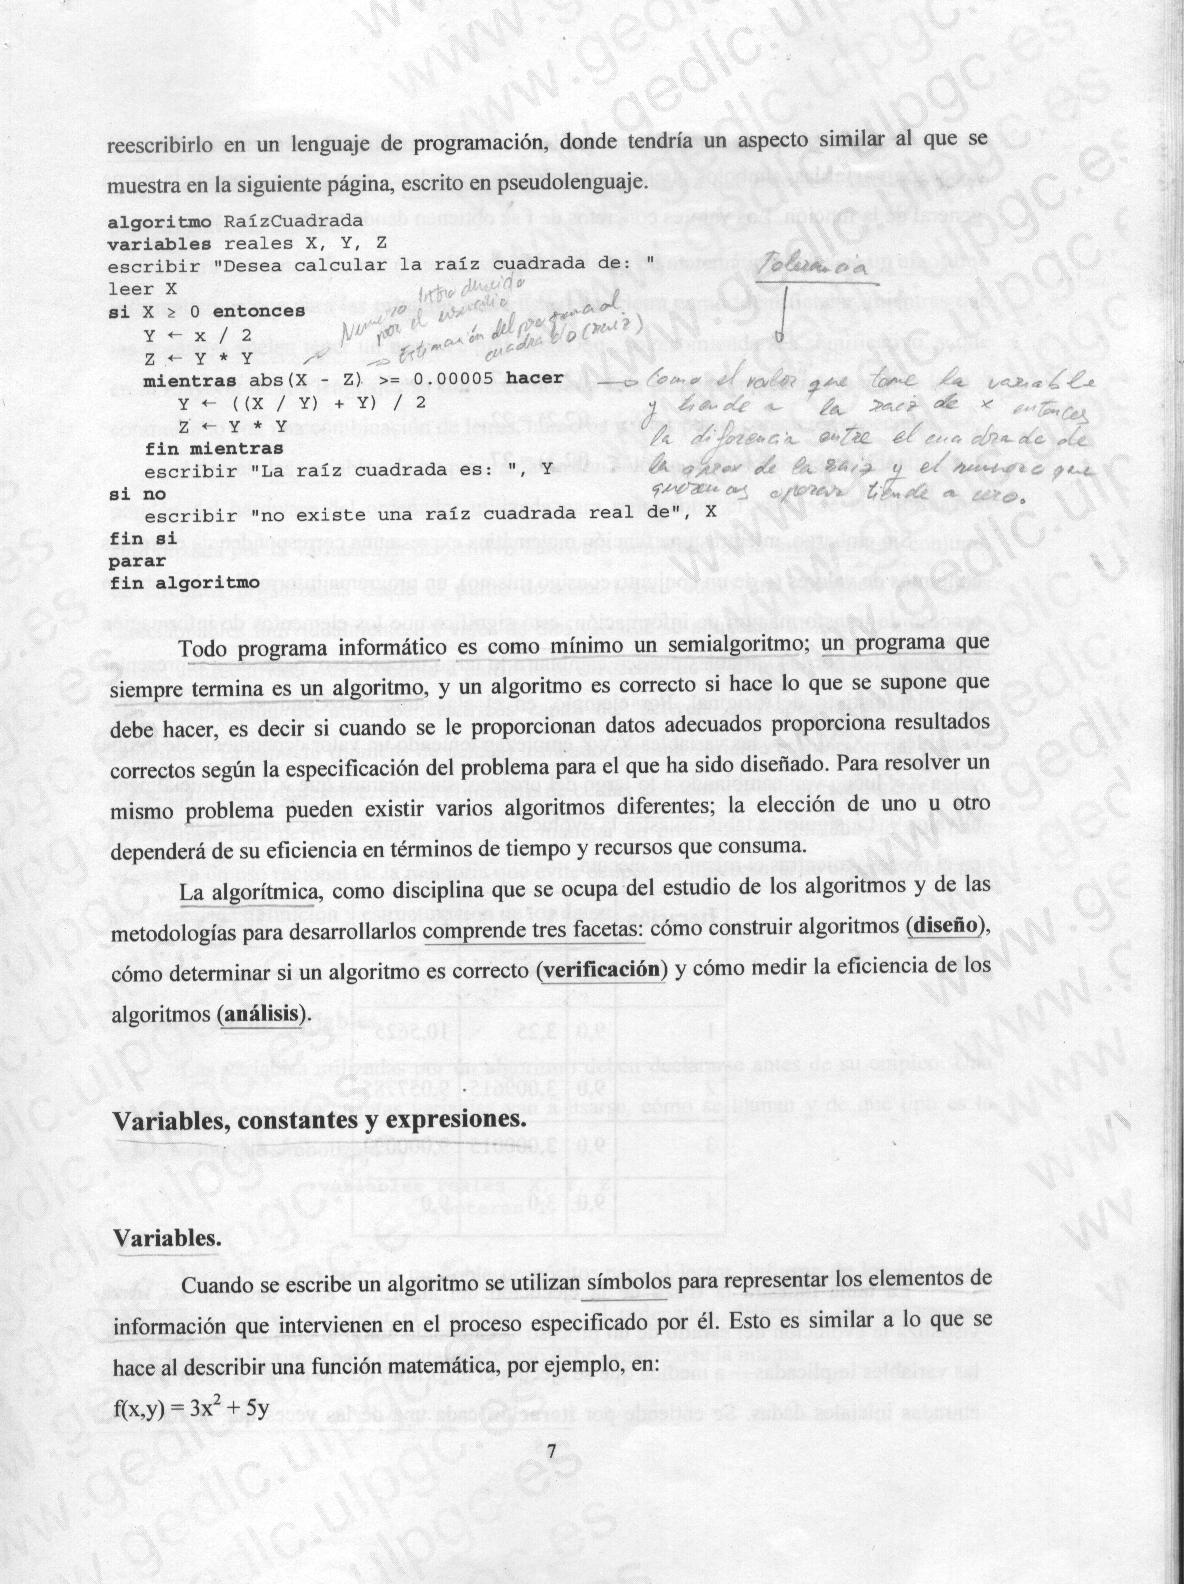 reescribirlo en un lenguaje de programación, donde tendría un aspecto similar al que se
muestra en la siguiente página, escrito en pseudolenguaje.
algoritmo RaízCuadrada
variables reales X, Y, Z
escribir "Desea calcular la raíz cuadrada de: "
Tolerancia
leer X
Numero Introducido
por el usuario
si X ≥ 0 entonces
Y ← x / 2
Z ← Y * Y
Estimación del programa al
cuadrado (raiz)
mientras abs(X - Z) >= 0.00005 hacer
Como el valor que tome la variable
Y ← ((X / Y) + Y) / 2
y tiende a la raiz de x entonces
Z ← Y * Y
la diferencia entre el cuadrado de
fin mientras
la aprox de la raiz y el numero que
escribir "La raíz cuadrada es: ", Y
queremos aproxar tiende a cero.
si no
escribir "no existe una raíz cuadrada real de", X
fin si
parar
fin algoritmo
Todo programa informático es como mínimo un semialgoritmo; un programa que
siempre termina es un algoritmo, y un algoritmo es correcto si hace lo que se supone que
debe hacer, es decir si cuando se le proporcionan datos adecuados proporciona resultados
correctos según la especificación del problema para el que ha sido diseñado. Para resolver un
mismo problema pueden existir varios algoritmos diferentes; la elección de uno u otro
dependerá de su eficiencia en términos de tiempo y recursos que consuma.
La algorítmica, como disciplina que se ocupa del estudio de los algoritmos y de las
metodologías para desarrollarlos comprende tres facetas: cómo construir algoritmos (diseño),
cómo determinar si un algoritmo es correcto (verificación) y cómo medir la eficiencia de los
algoritmos (análisis).
Variables, constantes y expresiones.
Variables.
Cuando se escribe un algoritmo se utilizan símbolos para representar los elementos de
información que intervienen en el proceso especificado por él. Esto es similar a lo que se
hace al describir una función matemática, por ejemplo, en:
f(x,y) = 3x² + 5y
7
www.gedlc.ulpgc.es